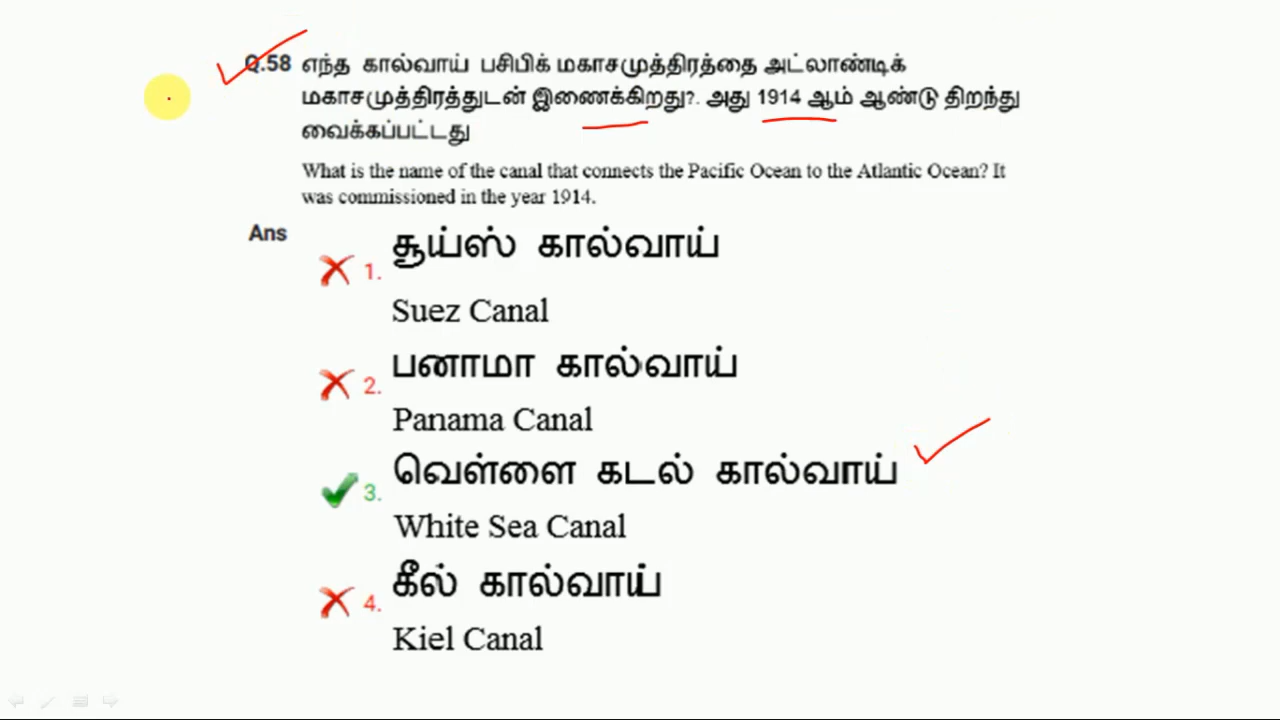 Q.58 எந்த கால்வாய் பசிபிக் மகாசமுத்திரத்தை அட்லாண்டிக்
மகாசமுத்திரத்துடன் இணைக்கிறது?. அது 1914 ஆம் ஆண்டு திறந்து
வைக்கப்பட்டது
What is the name of the canal that connects the Pacific Ocean to the Atlantic Ocean? It
was commissioned in the year 1914.
Ans
சூய்ஸ் கால்வாய்
1.
Suez Canal
பனாமா கால்வாய்
2.
Panama Canal
வெள்ளை கடல் கால்வாய்
3.
White Sea Canal
கீல் கால்வாய்
4.
Kiel Canal